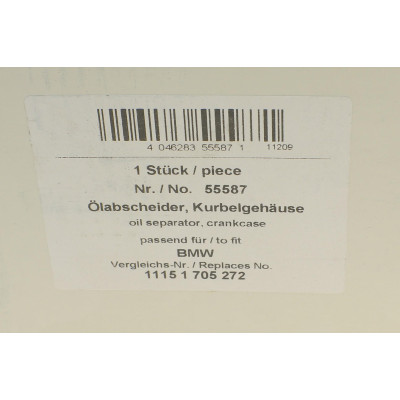 4 046283 55587 1 11209
1 Stück / piece
Nr. / No. 55587
Ölabscheider, Kurbelgehäuse
oil separator, crankcase
passend für / to fit
BMW
Vergleichs-Nr. / Replaces No.
1115 1 705 272